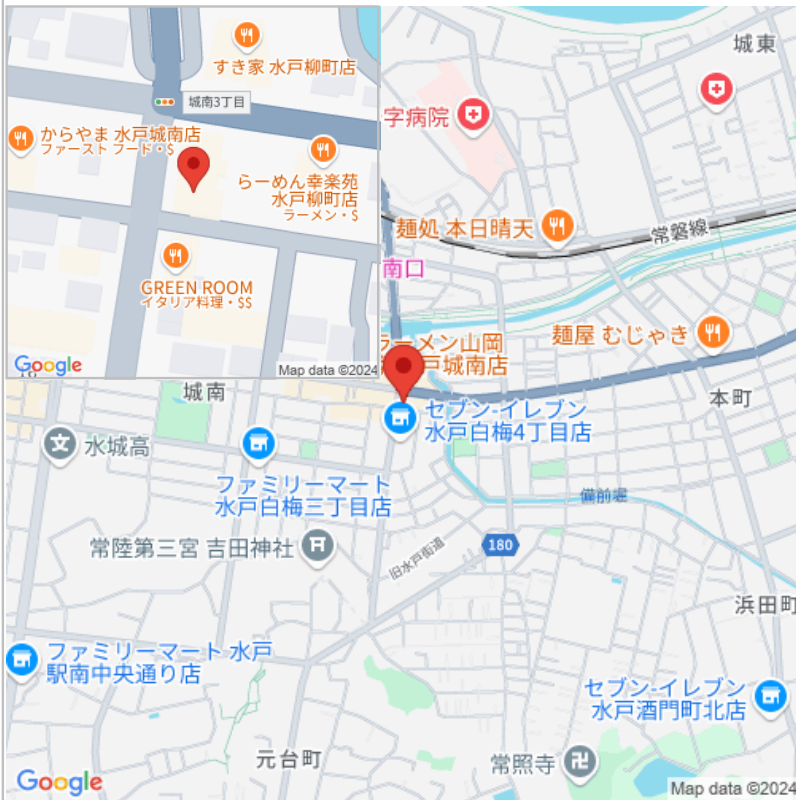 すき家 水戸柳町店
城南3丁目
からやま 水戸城南店
ファースト フード・$
らーめん幸楽苑
水戸柳町店
ラーメン・$
GREEN ROOM
イタリア料理・$$
Google
Map data ©2024
城東
字病院
麺処 本日晴天
常磐線
南口
ラーメン山岡
戸城南店
麺屋 むじゃき
城南
本町
セブン-イレブン
水戸白梅4丁目店
水城高
ファミリーマート
水戸白梅三丁目店
備前堀
常陸第三宮 吉田神社
旧水戸街道
180
浜田町
ファミリーマート 水戸
駅南中央通り店
セブン-イレブン
水戸酒門町北店
元台町
常照寺
Google
Map data ©2024